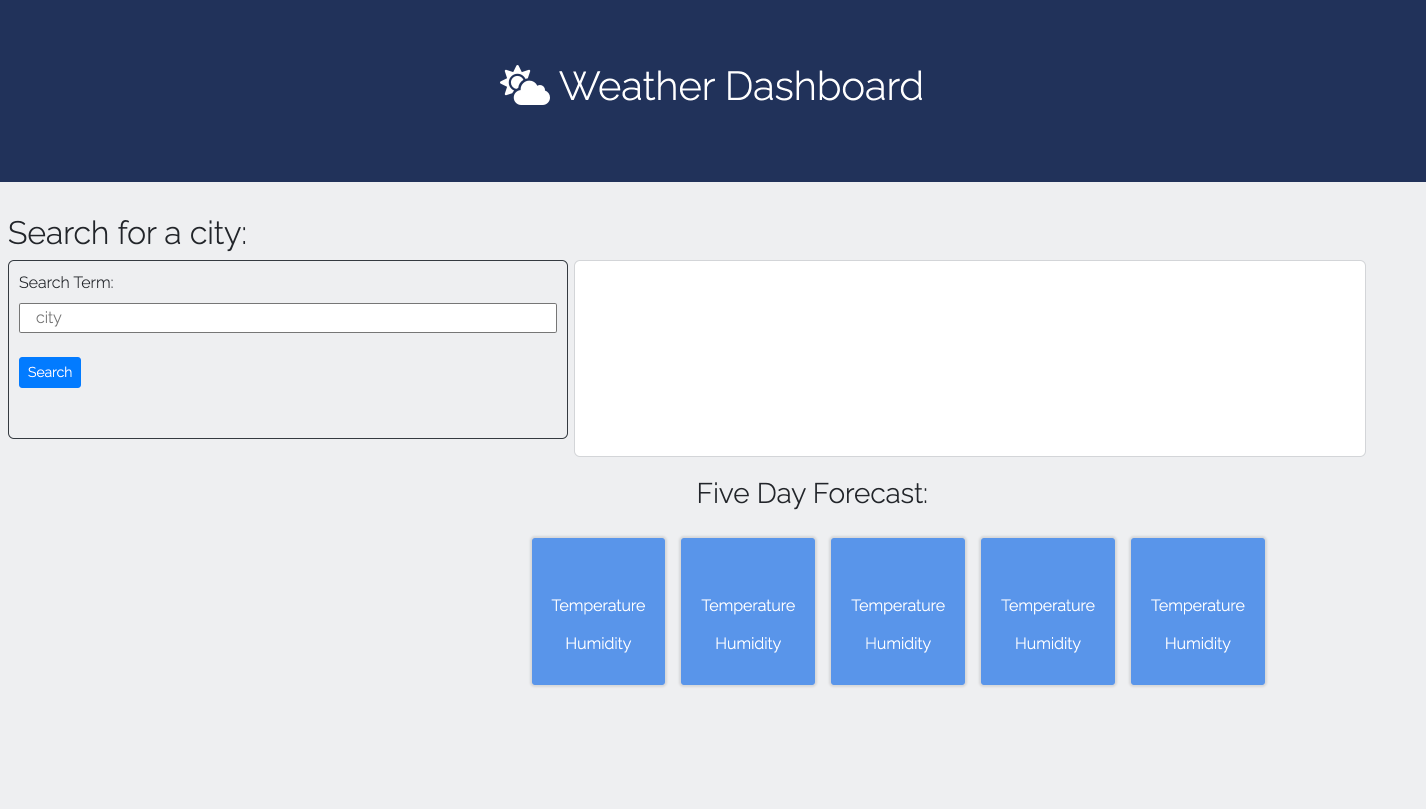 Weather Dashboard
Search for a city:
Search Term:
city
Search
Five Day Forecast:
Temperature Temperature Temperature Temperature Temperature
Humidity Humidity Humidity Humidity Humidity